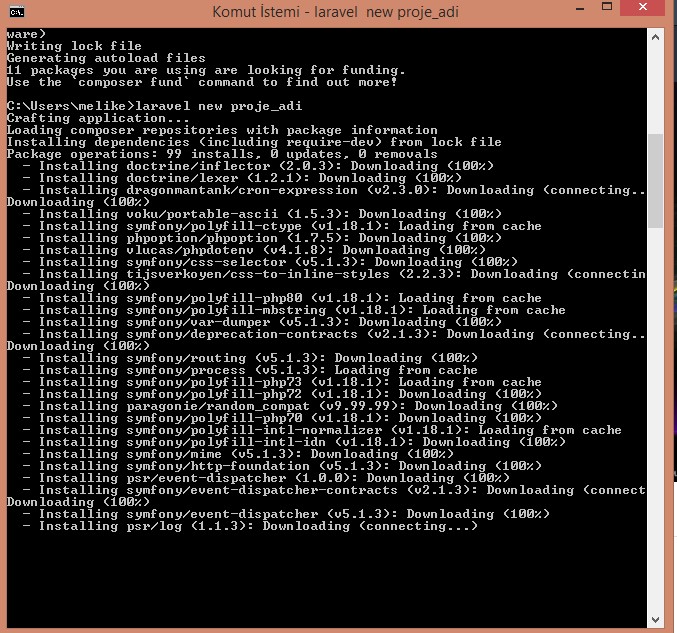 Komut İstemi - laravel  new proje_adi
ware)
Writing lock file
Generating autoload files
11 packages you are using are looking for funding.
Use the `composer fund` command to find out more!
C:\Users\melike>laravel new proje_adi
Crafting application...
Loading composer repositories with package information
Installing dependencies (including require-dev) from lock file
Package operations: 99 installs, 0 updates, 0 removals
  - Installing doctrine/inflector (2.0.3): Downloading (100%)
  - Installing doctrine/lexer (1.2.1): Downloading (100%)
  - Installing dragonmantank/cron-expression (v2.3.0): Downloading (connecting..
Downloading (100%)
  - Installing voku/portable-ascii (1.5.3): Downloading (100%)
  - Installing symfony/polyfill-ctype (v1.18.1): Loading from cache
  - Installing phpoption/phpoption (1.7.5): Downloading (100%)
  - Installing vlucas/phpdotenv (v4.1.8): Downloading (100%)
  - Installing symfony/css-selector (v5.1.3): Downloading (100%)
  - Installing tijsverkoyen/css-to-inline-styles (2.2.3): Downloading (connectin
Downloading (100%)
  - Installing symfony/polyfill-php80 (v1.18.1): Loading from cache
  - Installing symfony/polyfill-mbstring (v1.18.1): Loading from cache
  - Installing symfony/var-dumper (v5.1.3): Downloading (100%)
  - Installing symfony/deprecation-contracts (v2.1.3): Downloading (connecting..
Downloading (100%)
  - Installing symfony/routing (v5.1.3): Downloading (100%)
  - Installing symfony/process (v5.1.3): Loading from cache
  - Installing symfony/polyfill-php73 (v1.18.1): Loading from cache
  - Installing symfony/polyfill-php72 (v1.18.1): Downloading (100%)
  - Installing paragonie/random_compat (v9.99.99): Downloading (100%)
  - Installing symfony/polyfill-php70 (v1.18.1): Downloading (100%)
  - Installing symfony/polyfill-intl-normalizer (v1.18.1): Loading from cache
  - Installing symfony/polyfill-intl-idn (v1.18.1): Downloading (100%)
  - Installing symfony/mime (v5.1.3): Downloading (100%)
  - Installing symfony/http-foundation (v5.1.3): Downloading (100%)
  - Installing psr/event-dispatcher (1.0.0): Downloading (100%)
  - Installing symfony/event-dispatcher-contracts (v2.1.3): Downloading (connect
Downloading (100%)
  - Installing symfony/event-dispatcher (v5.1.3): Downloading (100%)
  - Installing psr/log (1.1.3): Downloading (connecting...)